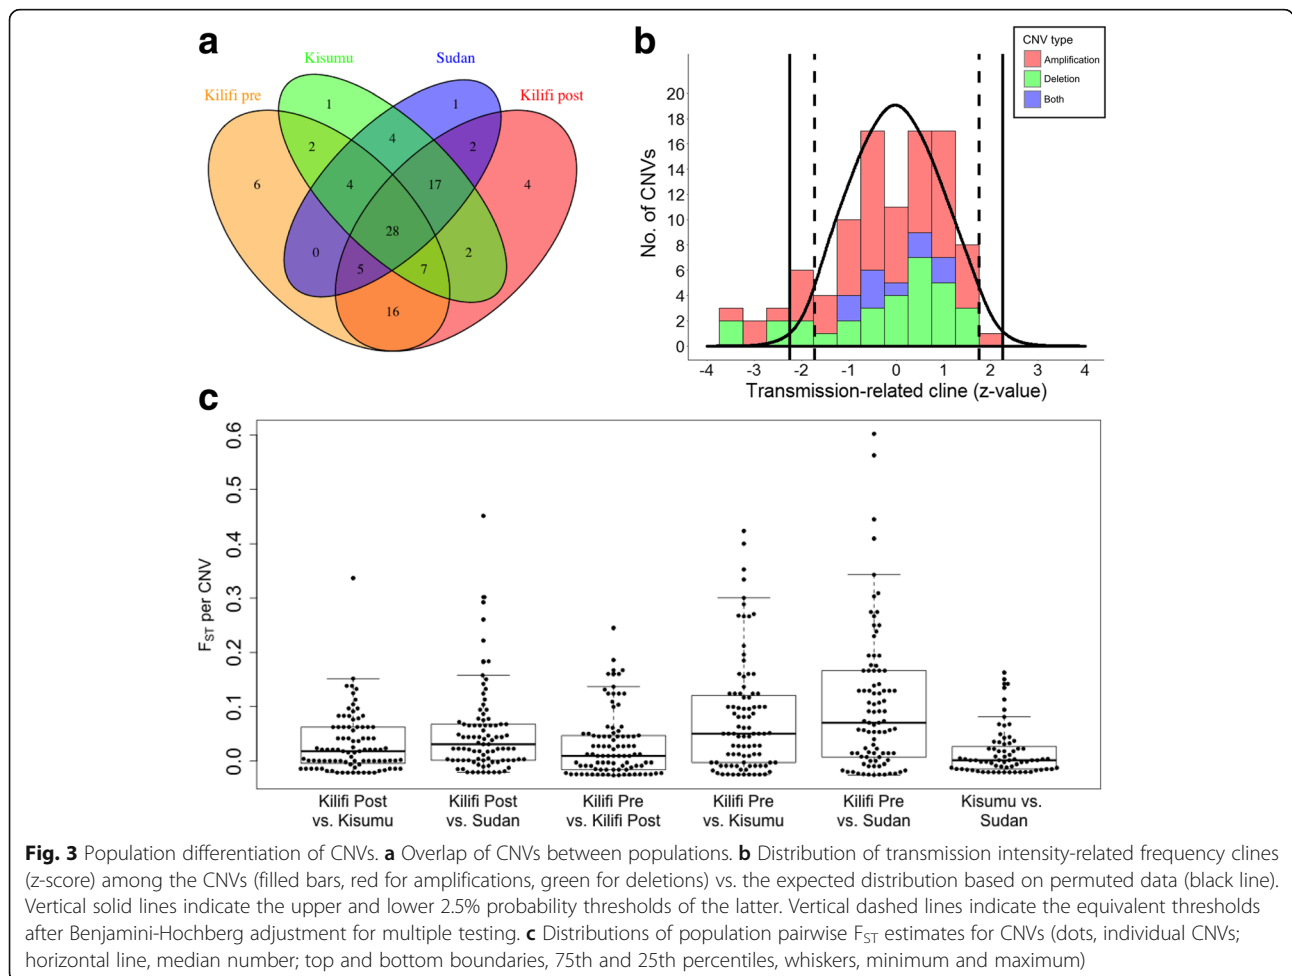 a
Kisumu
Sudan
Kilifi pre
Kilifi post
1
1
2
4
2
6
4
17
4
28
0
5
7
2
16
b
CNV type
Amplification
Deletion
Both
No. of CNVs
20
18
16
14
12
10
8
6
4
2
0
-4 -3 -2 -1 0 1 2 3 4
Transmission-related cline (z-value)
c
FST per CNV
0.6
0.5
0.4
0.3
0.2
0.1
0.0
Kilifi Post vs. Kisumu
Kilifi Post vs. Sudan
Kilifi Pre vs. Kilifi Post
Kilifi Pre vs. Kisumu
Kilifi Pre vs. Sudan
Kisumu vs. Sudan
Fig. 3 Population differentiation of CNVs. a Overlap of CNVs between populations. b Distribution of transmission intensity-related frequency clines
(z-score) among the CNVs (filled bars, red for amplifications, green for deletions) vs. the expected distribution based on permuted data (black line).
Vertical solid lines indicate the upper and lower 2.5% probability thresholds of the latter. Vertical dashed lines indicate the equivalent thresholds
after Benjamini-Hochberg adjustment for multiple testing. c Distributions of population pairwise FST estimates for CNVs (dots, individual CNVs;
horizontal line, median number; top and bottom boundaries, 75th and 25th percentiles, whiskers, minimum and maximum)